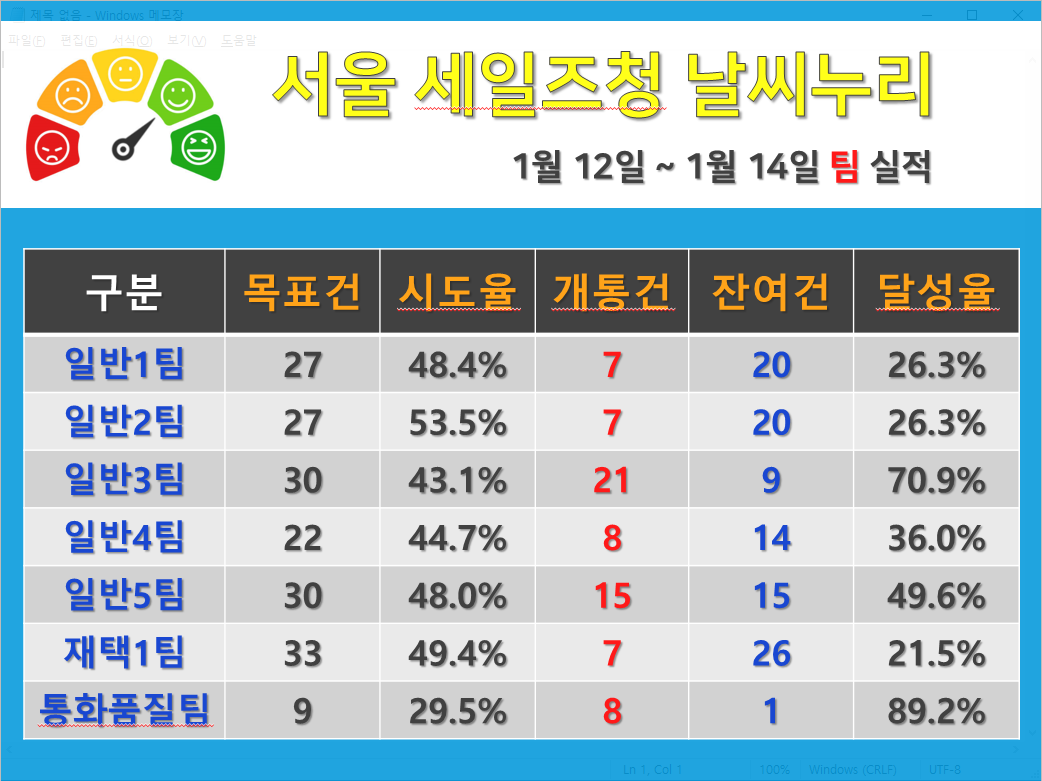 제목 없음 - Windows 메모장
파일(F) 편집(E) 서식(O) 보기(V) 도움말
서울 세일즈청 날씨누리
1월 12일 ~ 1월 14일 팀 실적
구분 목표건 시도율 개통건 잔여건 달성율
일반1팀 27 48.4% 7 20 26.3%
일반2팀 27 53.5% 7 20 26.3%
일반3팀 30 43.1% 21 9 70.9%
일반4팀 22 44.7% 8 14 36.0%
일반5팀 30 48.0% 15 15 49.6%
재택1팀 33 49.4% 7 26 21.5%
통화품질팀 9 29.5% 8 1 89.2%
Ln 1, Col 1 100% Windows (CRLF) UTF-8